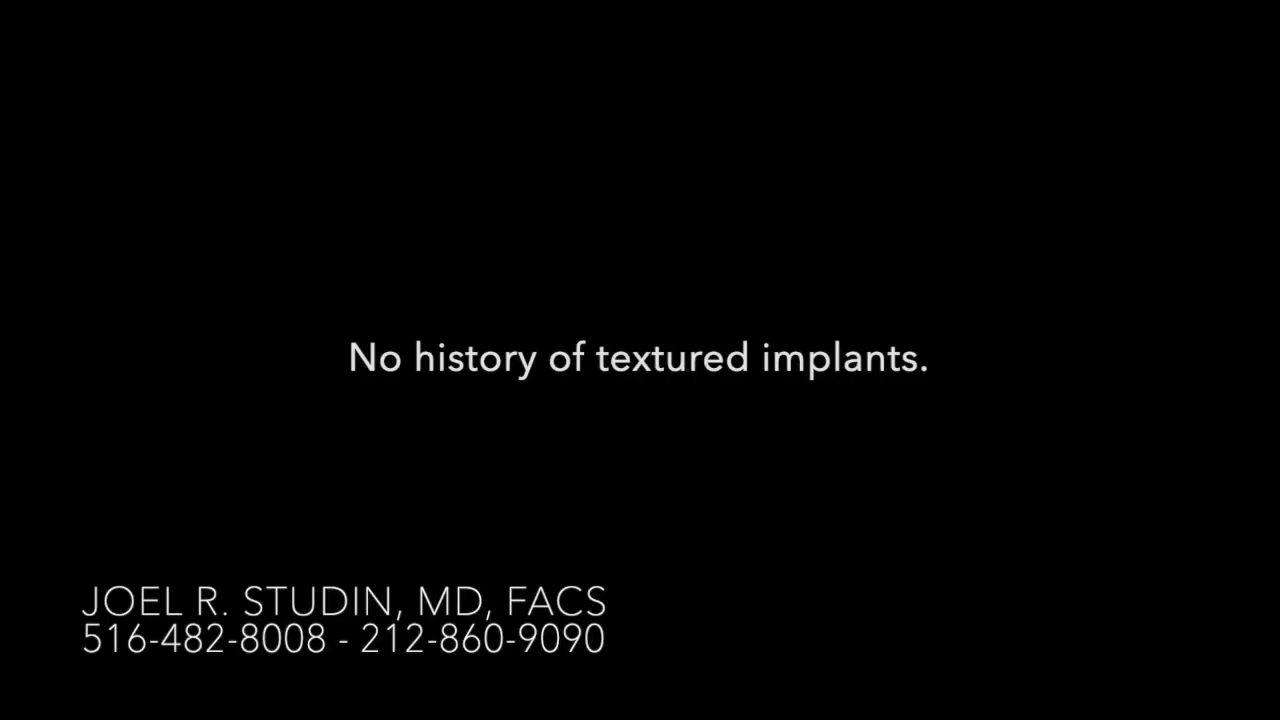 No history of textured implants.
JOEL R. STUDIN, MD, FACS
516-482-8008 - 212-860-9090